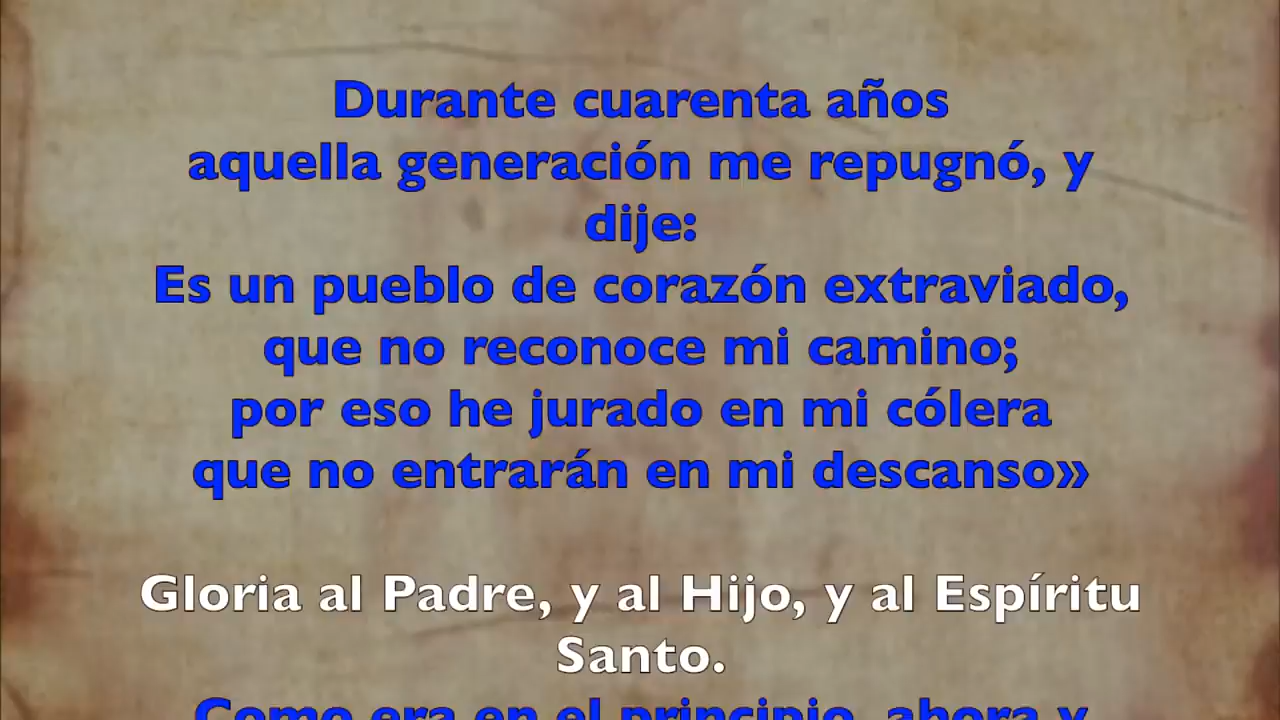 Durante cuarenta años
aquella generación me repugnó, y
dije:
Es un pueblo de corazón extraviado,
que no reconoce mi camino;
por eso he jurado en mi cólera
que no entrarán en mi descanso»
Gloria al Padre, y al Hijo, y al Espíritu
Santo.
Como era en el principio, ahora y